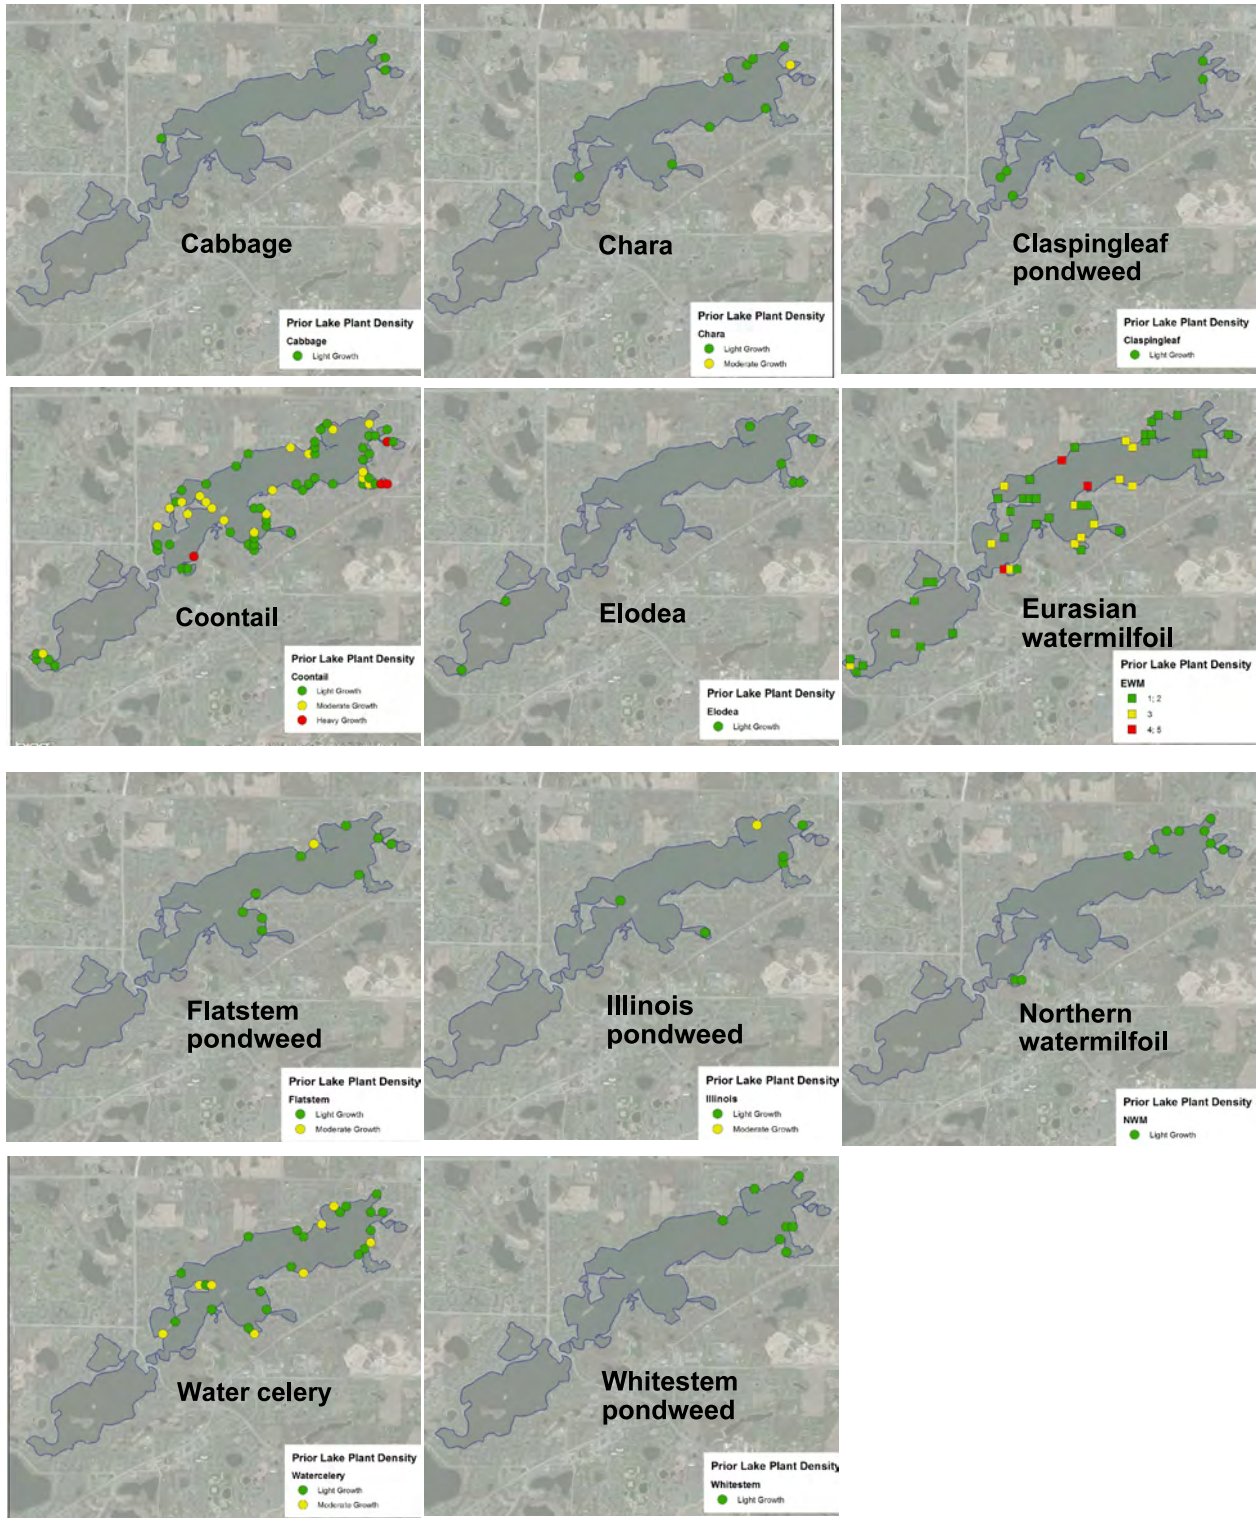 Cabbage
Prior Lake Plant Density
Cabbage
Light Growth
Chara
Prior Lake Plant Density
Chara
Light Growth
Moderate Growth
Claspingleaf
pondweed
Prior Lake Plant Density
Claspingleaf
Light Growth
Coontail
Prior Lake Plant Density
Coontail
Light Growth
Moderate Growth
Heavy Growth
Elodea
Prior Lake Plant Density
Elodea
Light Growth
Eurasian
watermilfoil
Prior Lake Plant Density
EWM
1; 2
3
4; 5
Flatstem
pondweed
Prior Lake Plant Density
Flatstem
Light Growth
Moderate Growth
Illinois
pondweed
Prior Lake Plant Density
Illinois
Light Growth
Moderate Growth
Northern
watermilfoil
Prior Lake Plant Density
NWM
Light Growth
Water celery
Prior Lake Plant Density
Watercelery
Light Growth
Moderate Growth
Whitestem
pondweed
Prior Lake Plant Density
Whitestem
Light Growth